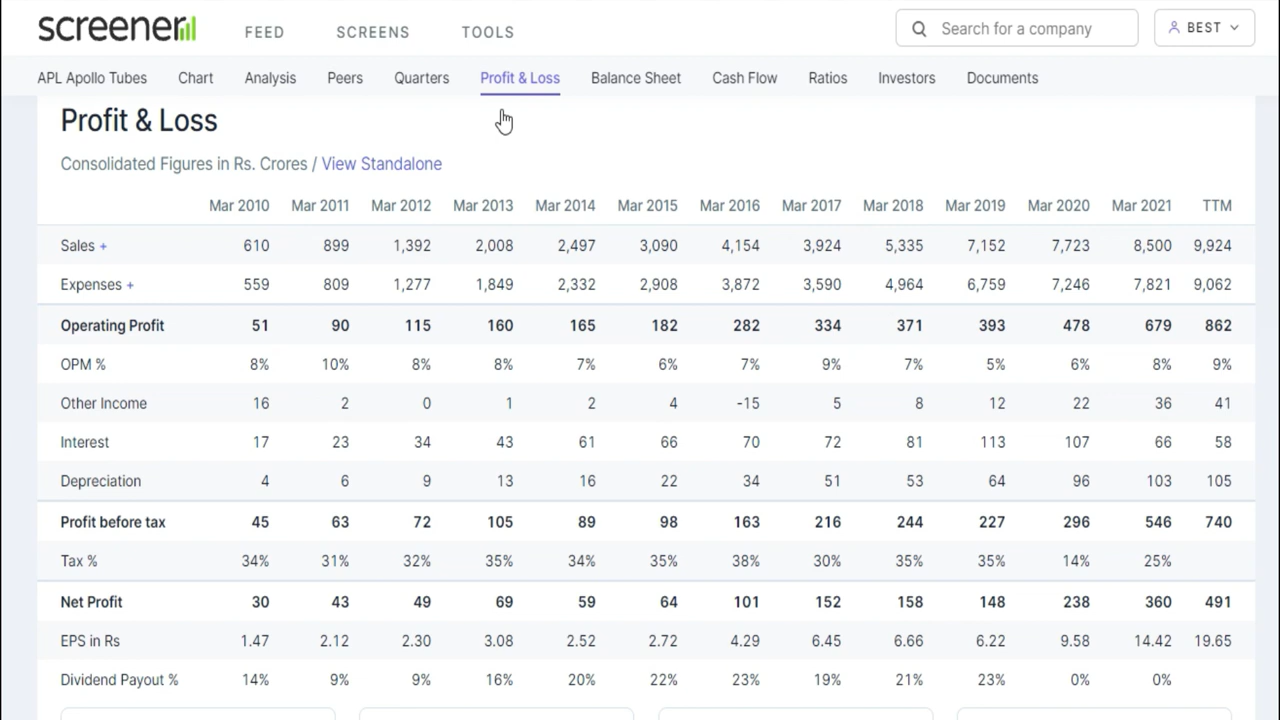 screener FEED SCREENS TOOLS Search for a company BEST
APL Apollo Tubes Chart Analysis Peers Quarters Profit & Loss Balance Sheet Cash Flow Ratios Investors Documents
Profit & Loss
Consolidated Figures in Rs. Crores / View Standalone
Mar 2010 Mar 2011 Mar 2012 Mar 2013 Mar 2014 Mar 2015 Mar 2016 Mar 2017 Mar 2018 Mar 2019 Mar 2020 Mar 2021 TTM
Sales + 610 899 1,392 2,008 2,497 3,090 4,154 3,924 5,335 7,152 7,723 8,500 9,924
Expenses + 559 809 1,277 1,849 2,332 2,908 3,872 3,590 4,964 6,759 7,246 7,821 9,062
Operating Profit 51 90 115 160 165 182 282 334 371 393 478 679 862
OPM % 8% 10% 8% 8% 7% 6% 7% 9% 7% 5% 6% 8% 9%
Other Income 16 2 0 1 2 4 -15 5 8 12 22 36 41
Interest 17 23 34 43 61 66 70 72 81 113 107 66 58
Depreciation 4 6 9 13 16 22 34 51 53 64 96 103 105
Profit before tax 45 63 72 105 89 98 163 216 244 227 296 546 740
Tax % 34% 31% 32% 35% 34% 35% 38% 30% 35% 35% 14% 25%
Net Profit 30 43 49 69 59 64 101 152 158 148 238 360 491
EPS in Rs 1.47 2.12 2.30 3.08 2.52 2.72 4.29 6.45 6.66 6.22 9.58 14.42 19.65
Dividend Payout % 14% 9% 9% 16% 20% 22% 23% 19% 21% 23% 0% 0%